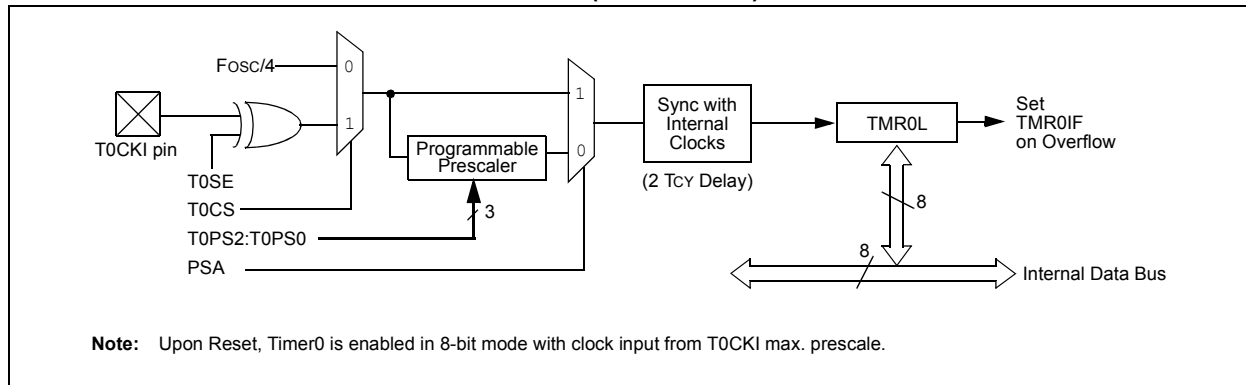 Fosc/4
0
1
T0CKI pin
T0SE
T0CS
T0PS2:T0PS0
PSA
Programmable
Prescaler
3
1
0
Sync with
Internal
Clocks
(2 TCY Delay)
TMR0L
Set
TMR0IF
on Overflow
8
8
Internal Data Bus
Note: Upon Reset, Timer0 is enabled in 8-bit mode with clock input from T0CKI max. prescale.